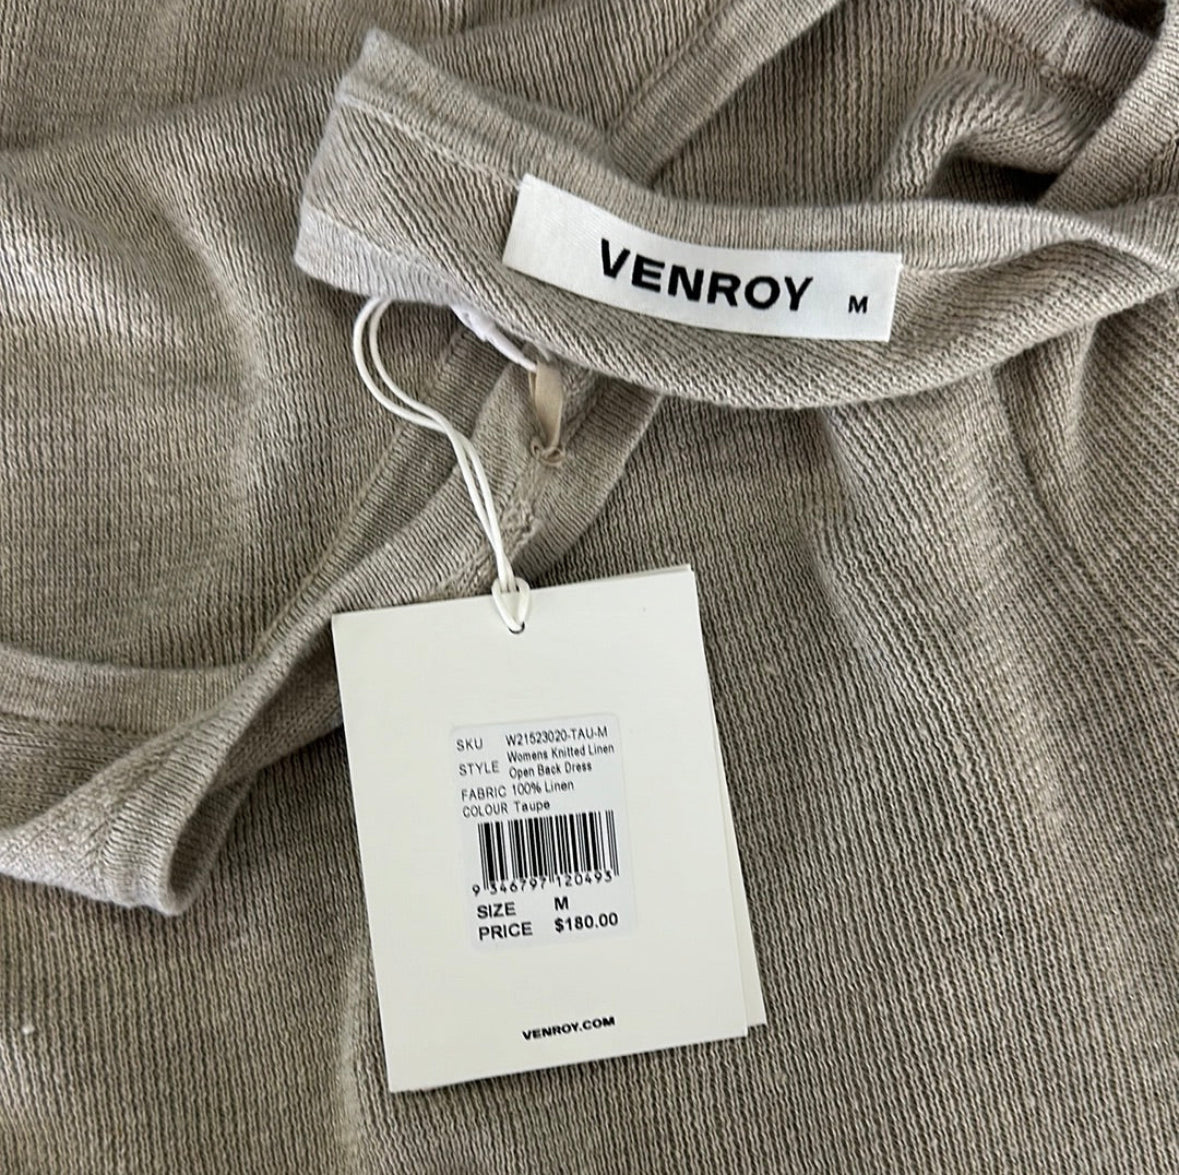 VENROY M
SKU W21523020-TAU-M
STYLE Womens Knitted Linen
Open Back Dress
FABRIC 100% Linen
COLOUR Taupe
9 346797 120493
SIZE M
PRICE $180.00
VENROY.COM